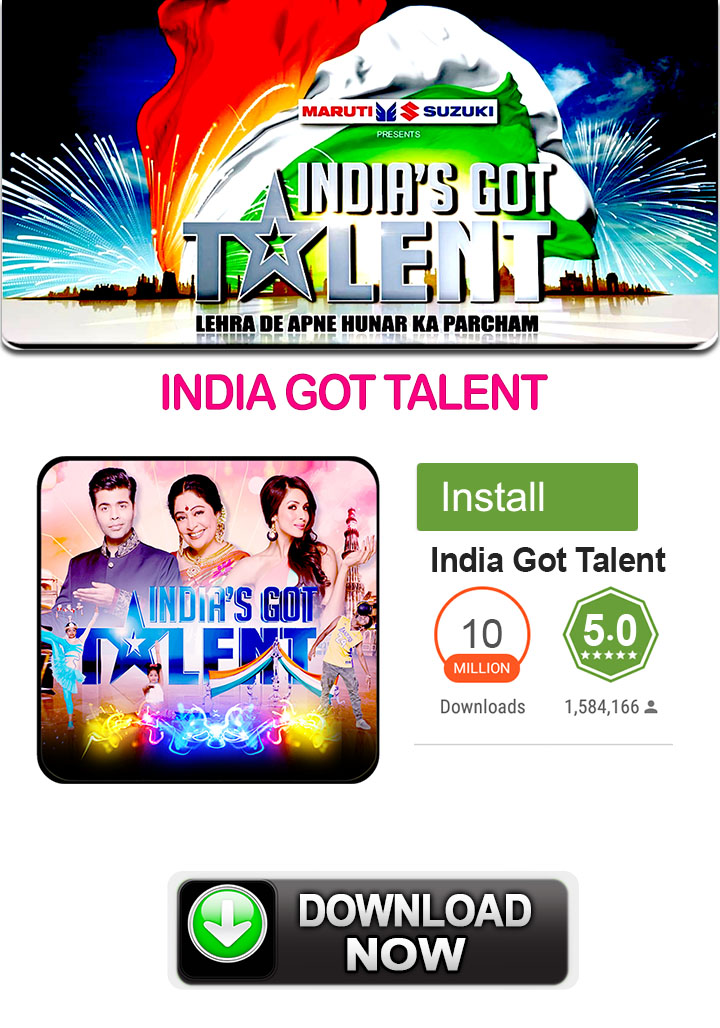 MARUTI SUZUKI
PRESENTS
INDIA'S GOT
TALENT
LEHRA DE APNE HUNAR KA PARCHAM
INDIA GOT TALENT
INDIA'S GOT
TALENT
Install
India Got Talent
10
MILLION
Downloads
5.0
1,584,166
DOWNLOAD
NOW